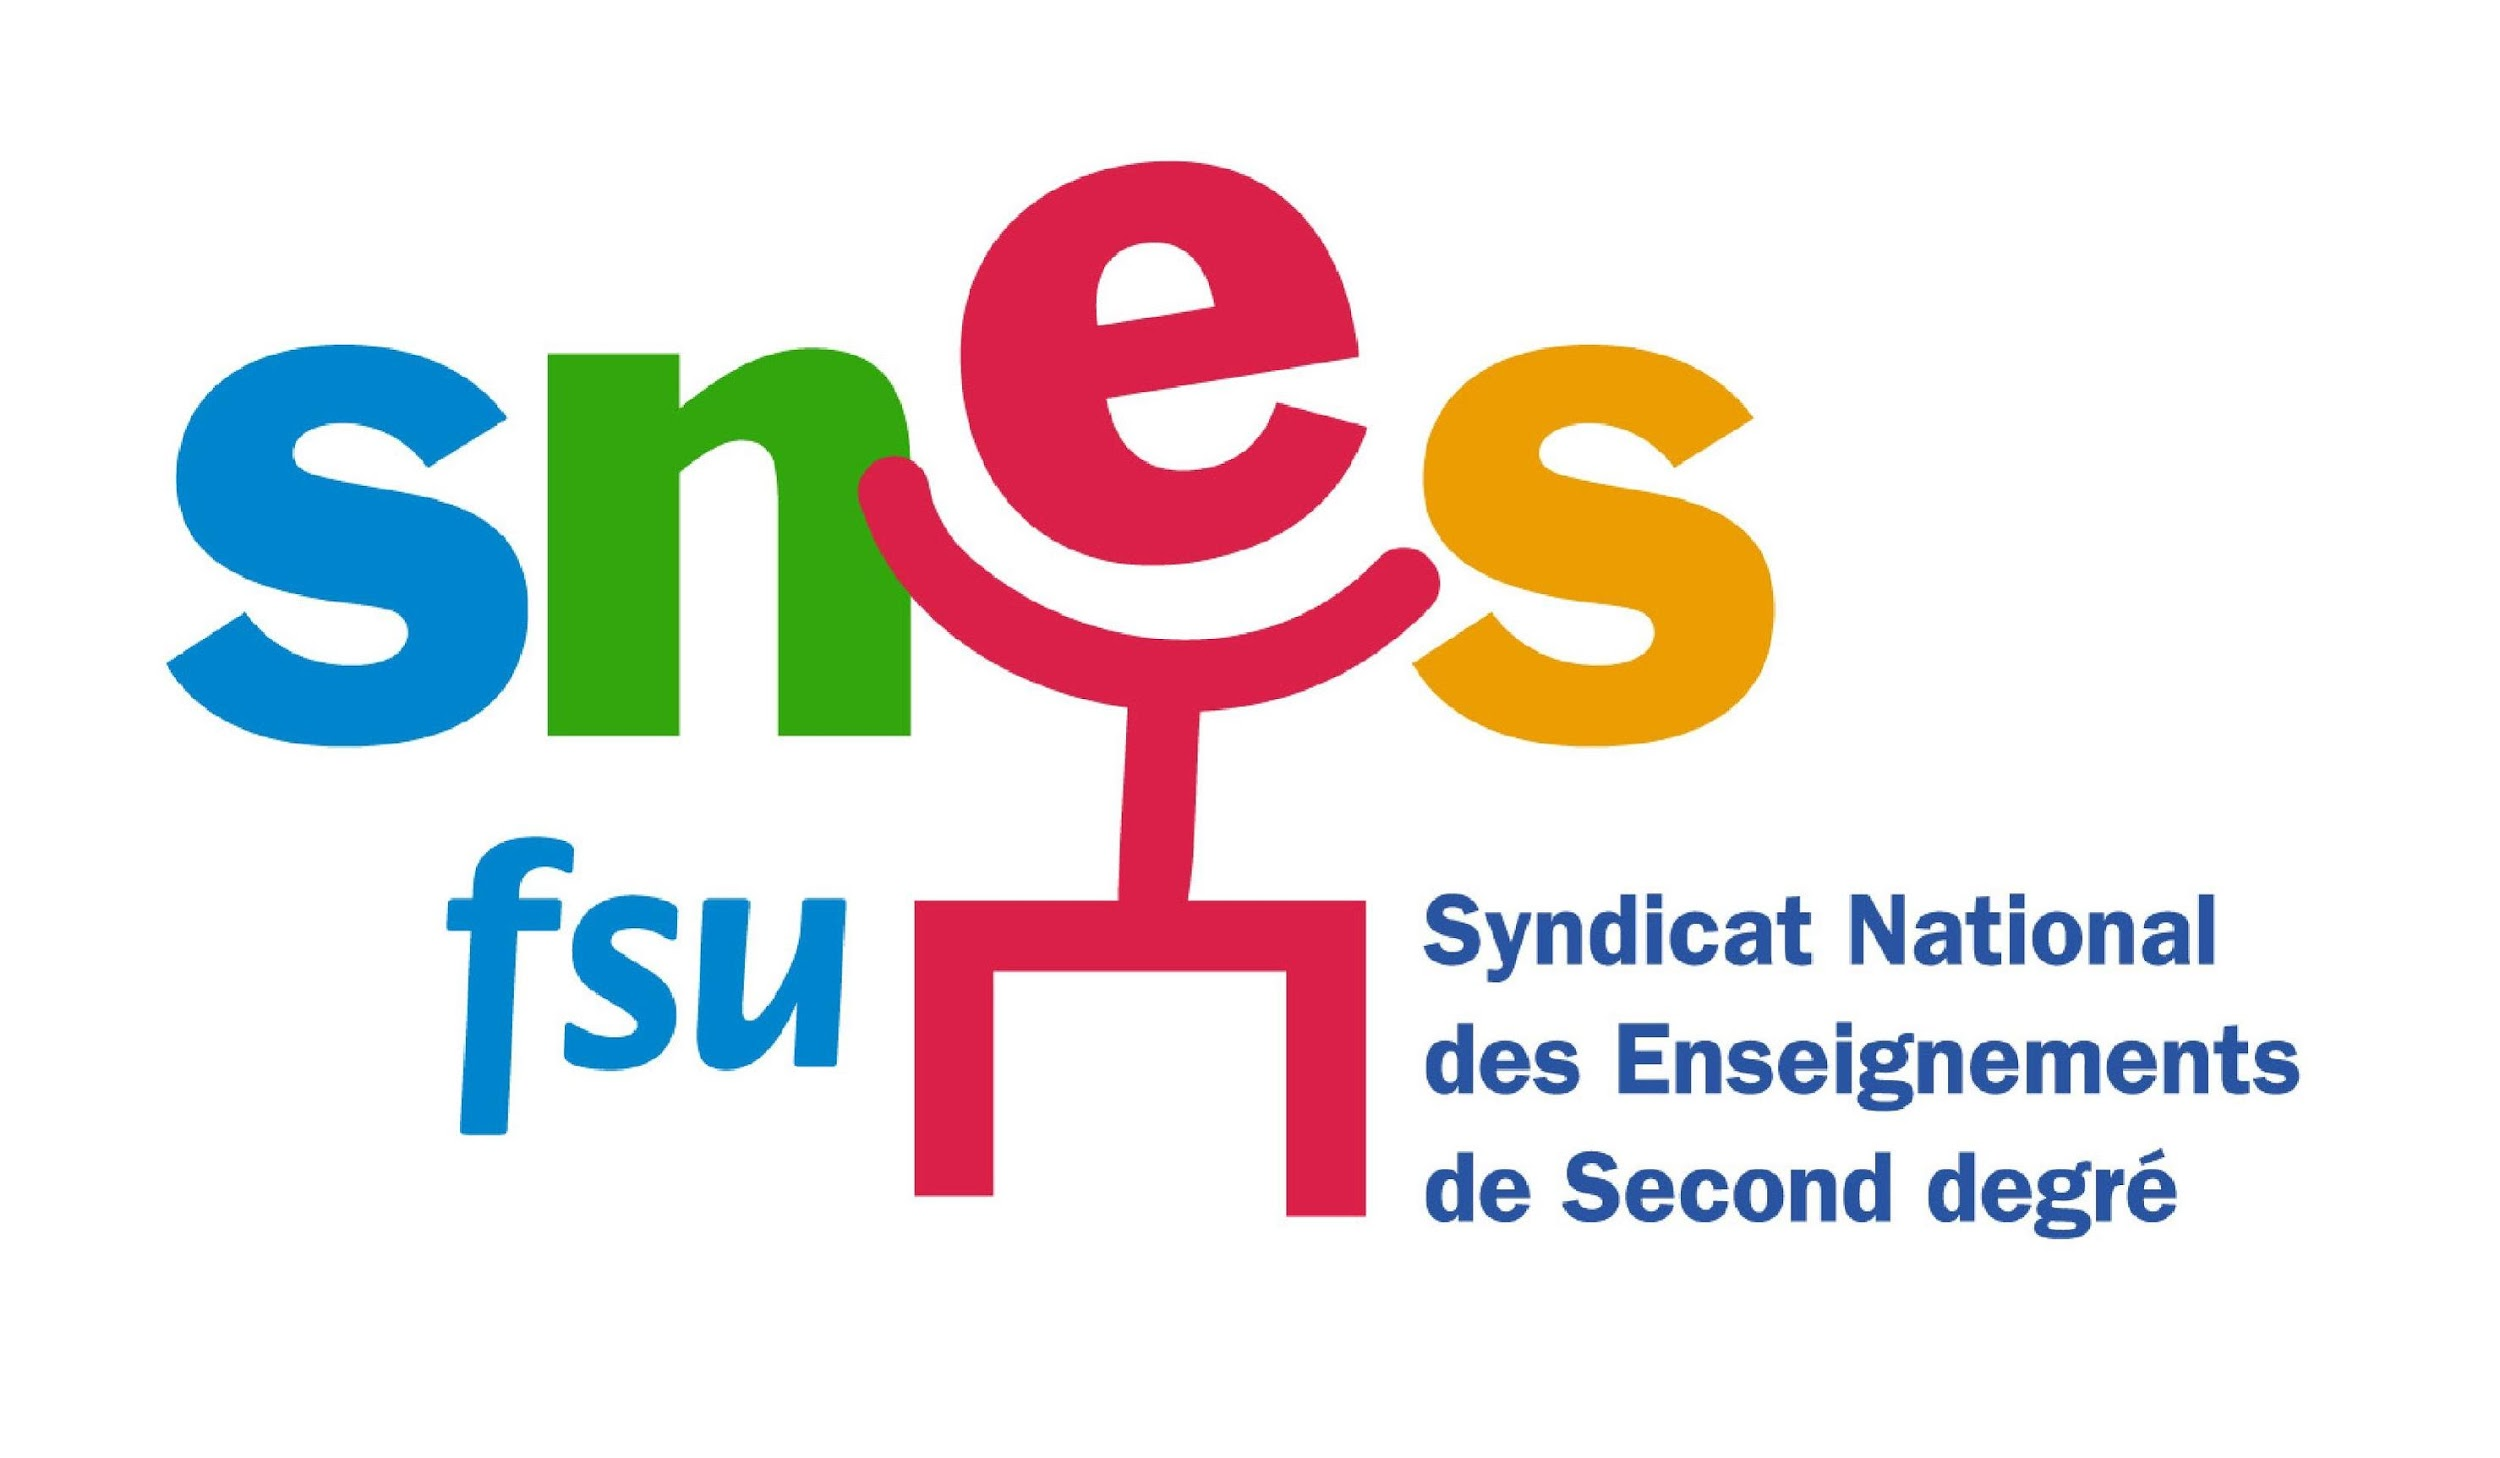 snes
fsu
Syndicat National
des Enseignements
de Second degré